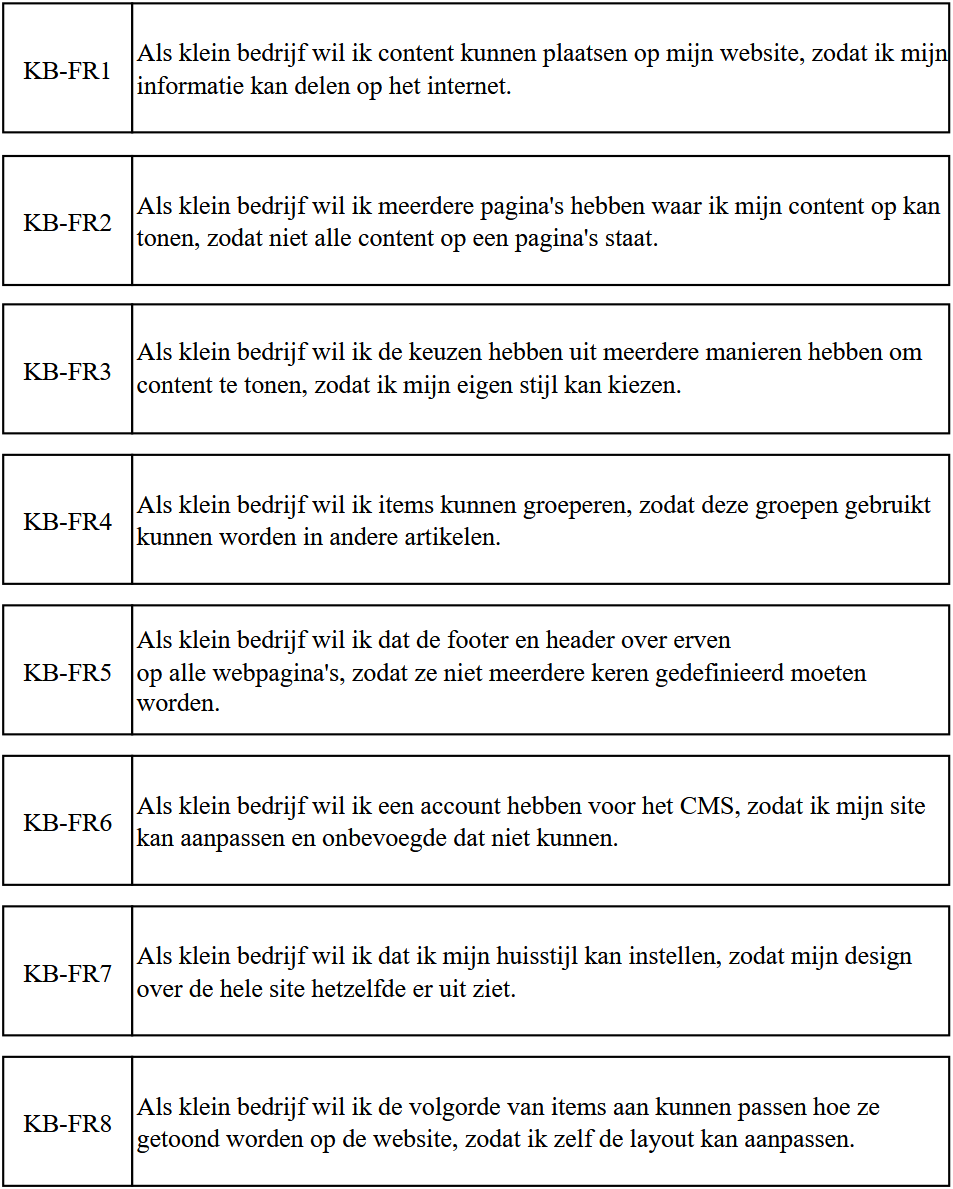 KB-FR1
Als klein bedrijf wil ik content kunnen plaatsen op mijn website, zodat ik mijn
informatie kan delen op het internet.
KB-FR2
Als klein bedrijf wil ik meerdere pagina's hebben waar ik mijn content op kan
tonen, zodat niet alle content op een pagina's staat.
KB-FR3
Als klein bedrijf wil ik de keuzen hebben uit meerdere manieren hebben om
content te tonen, zodat ik mijn eigen stijl kan kiezen.
KB-FR4
Als klein bedrijf wil ik items kunnen groeperen, zodat deze groepen gebruikt
kunnen worden in andere artikelen.
KB-FR5
Als klein bedrijf wil ik dat de footer en header over erven
op alle webpagina's, zodat ze niet meerdere keren gedefinieerd moeten
worden.
KB-FR6
Als klein bedrijf wil ik een account hebben voor het CMS, zodat ik mijn site
kan aanpassen en onbevoegde dat niet kunnen.
KB-FR7
Als klein bedrijf wil ik dat ik mijn huisstijl kan instellen, zodat mijn design
over de hele site hetzelfde er uit ziet.
KB-FR8
Als klein bedrijf wil ik de volgorde van items aan kunnen passen hoe ze
getoond worden op de website, zodat ik zelf de layout kan aanpassen.